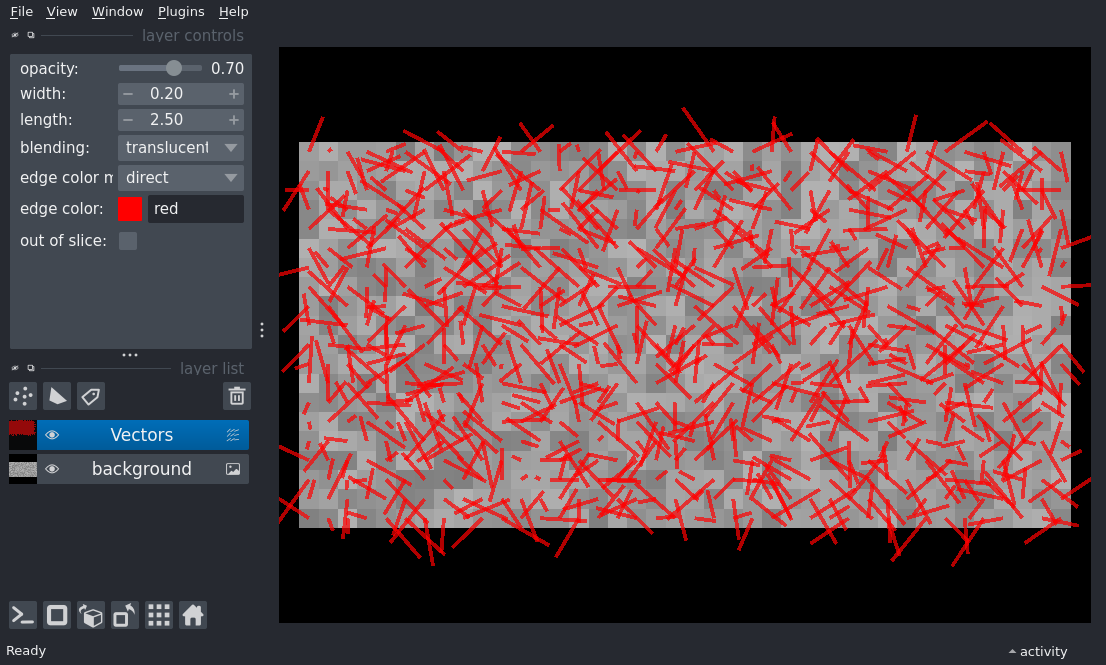 File View Window Plugins Help
layer controls
opacity: 0.70
width: − 0.20 +
length: − 2.50 +
blending: translucent
edge color m direct
edge color: red
out of slice:
layer list
Vectors
background
Ready
activity